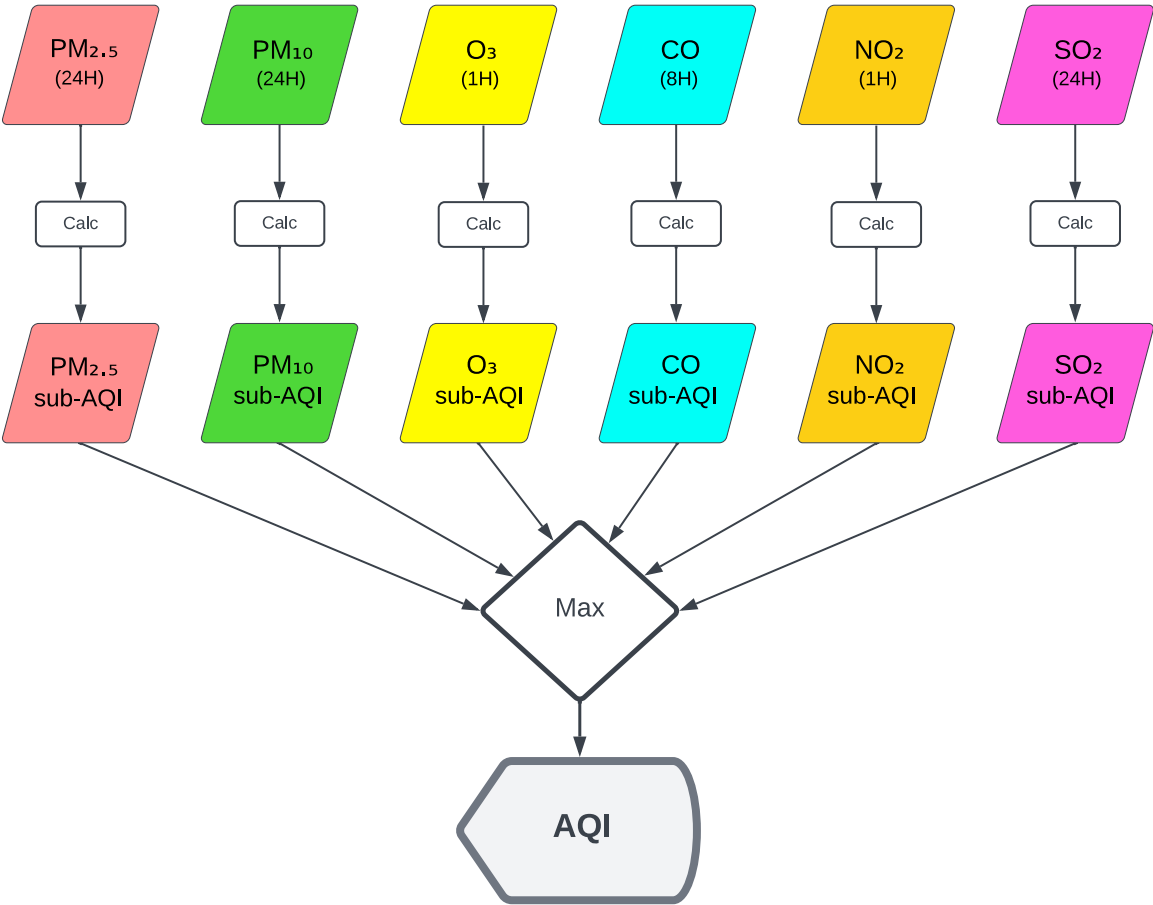 PM₂.₅
(24H)
PM₁₀
(24H)
O₃
(1H)
CO
(8H)
NO₂
(1H)
SO₂
(24H)
Calc
Calc
Calc
Calc
Calc
Calc
PM₂.₅
sub-AQI
PM₁₀
sub-AQI
O₃
sub-AQI
CO
sub-AQI
NO₂
sub-AQI
SO₂
sub-AQI
Max
AQI